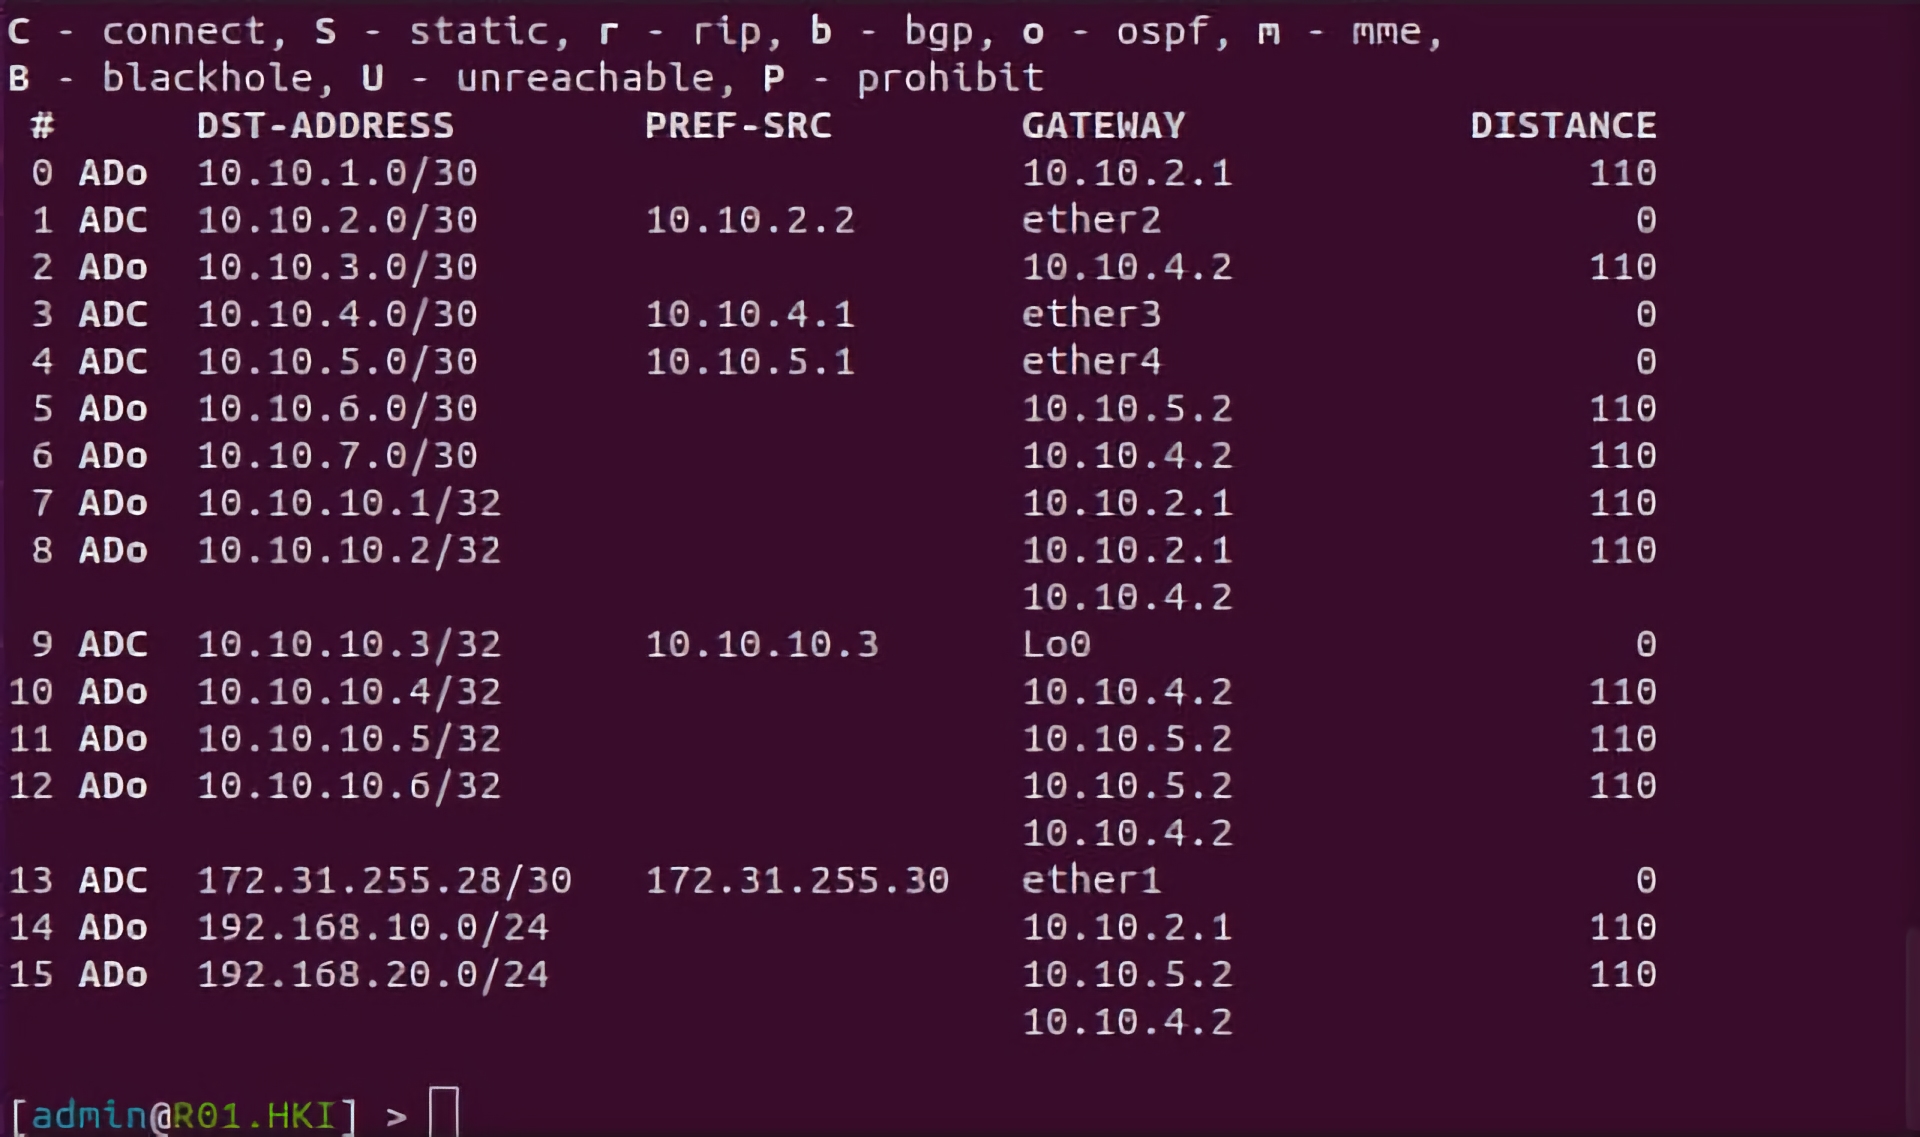 C - connect, S - static, r - rip, b - bgp, o - ospf, m - mme,
B - blackhole, U - unreachable, P - prohibit
 #      DST-ADDRESS        PREF-SRC        GATEWAY            DISTANCE
 0 ADo  10.10.1.0/30                       10.10.2.1               110
 1 ADC  10.10.2.0/30       10.10.2.2       ether2                    0
 2 ADo  10.10.3.0/30                       10.10.4.2               110
 3 ADC  10.10.4.0/30       10.10.4.1       ether3                    0
 4 ADC  10.10.5.0/30       10.10.5.1       ether4                    0
 5 ADo  10.10.6.0/30                       10.10.5.2               110
 6 ADo  10.10.7.0/30                       10.10.4.2               110
 7 ADo  10.10.10.1/32                      10.10.2.1               110
 8 ADo  10.10.10.2/32                      10.10.2.1               110
                                           10.10.4.2
 9 ADC  10.10.10.3/32      10.10.10.3      Lo0                       0
10 ADo  10.10.10.4/32                      10.10.4.2               110
11 ADo  10.10.10.5/32                      10.10.5.2               110
12 ADo  10.10.10.6/32                      10.10.5.2               110
                                           10.10.4.2
13 ADC  172.31.255.28/30   172.31.255.30   ether1                    0
14 ADo  192.168.10.0/24                    10.10.2.1               110
15 ADo  192.168.20.0/24                    10.10.5.2               110
                                           10.10.4.2
[admin@R01.HKI] >